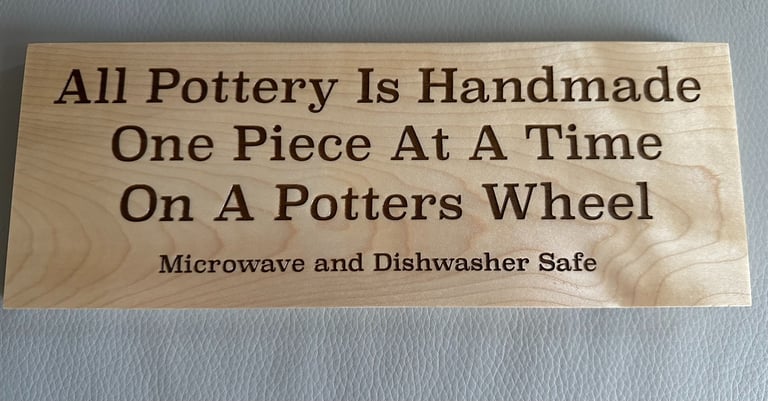 All Pottery Is Handmade
One Piece At A Time
On A Potters Wheel
Microwave and Dishwasher Safe